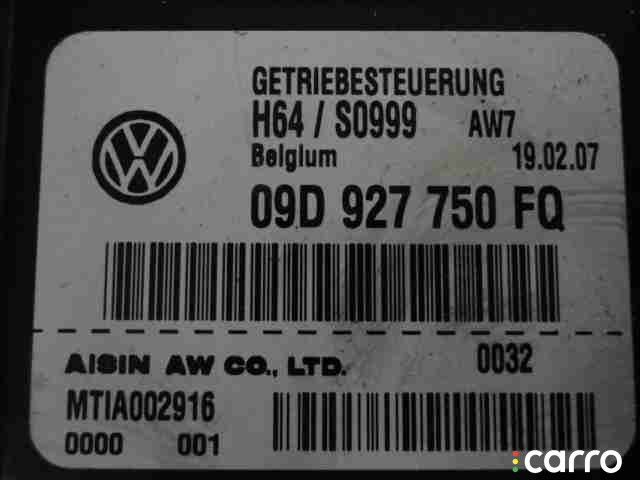 GETRIEBESTEUERUNG
H64 / S0999 AW7
Belgium 19.02.07
09D 927 750 FQ
AISIN AW CO., LTD. 0032
MTIA002916
0000 001
carro